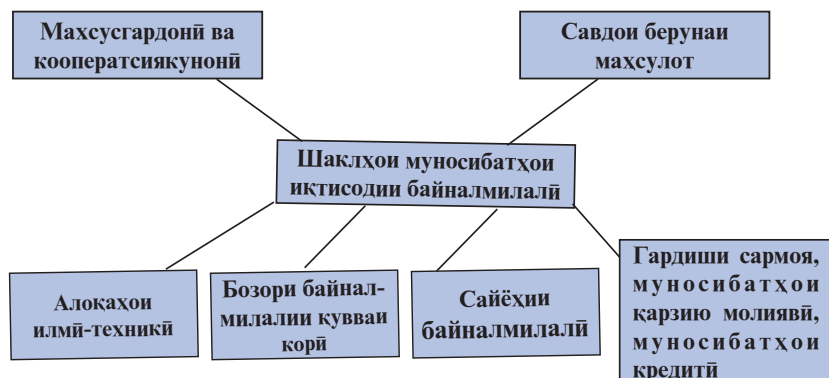 Махсусгардонӣ ва
кооператсиякунонӣ
Савдои берунаи
маҳсулот
Шаклҳои муносибатҳои
иқтисодии байналмилалӣ
Алоқаҳои
илмӣ-техникӣ
Бозори байнал-
милалии қувваи
корӣ
Сайёҳии
байналмилалӣ
Гардиши сармоя,
муносибатҳои
қарзию молиявӣ,
муносибатҳои
кредитӣ